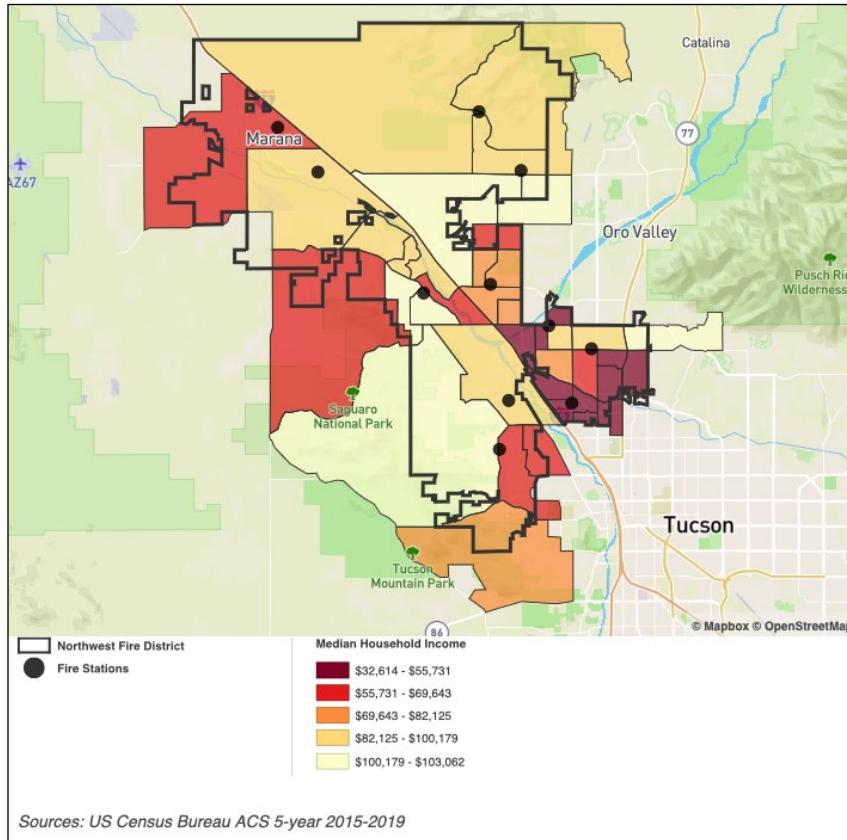 Catalina
77
Marana
AZ67
Oro Valley
Pusch Rid
Wilderness
Saguaro
National Park
Tucson
Tucson
Mountain Park
86
© Mapbox © OpenStreetMap
Northwest Fire District
Fire Stations
Median Household Income
$32,614 - $55,731
$55,731 - $69,643
$69,643 - $82,125
$82,125 - $100,179
$100,179 - $103,062
Sources: US Census Bureau ACS 5-year 2015-2019